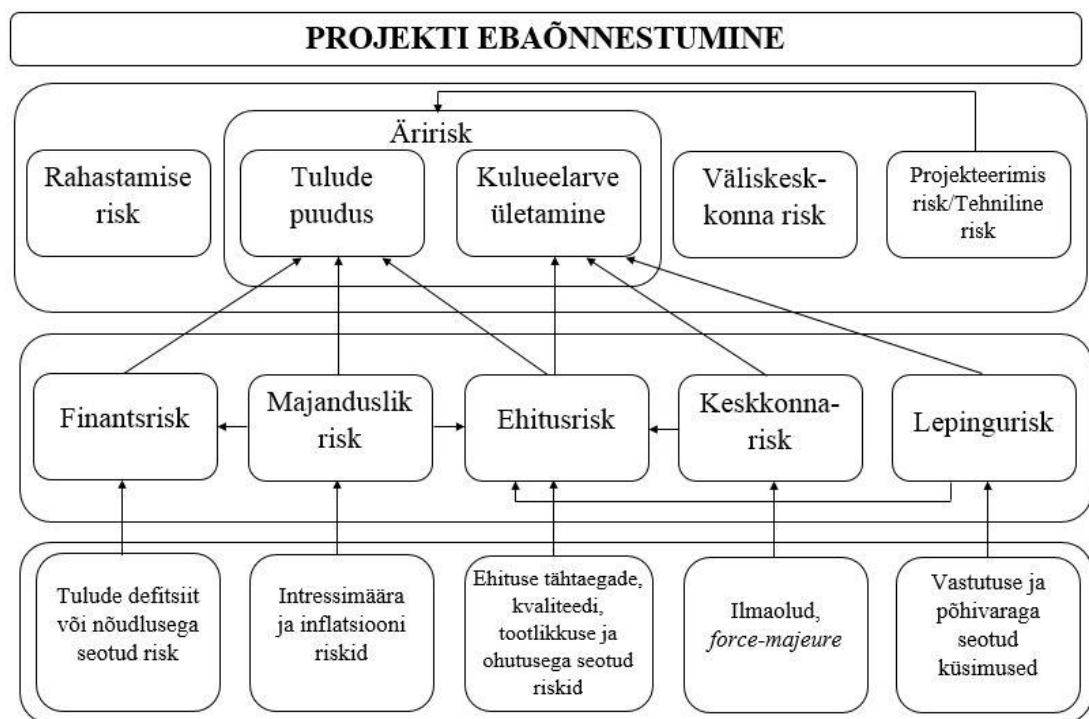 PROJEKTI EBAÕNNESTUMINE
Äririsk
Rahastamise
risk
Tulude
puudus
Kulueelarve
ületamine
Väliskesk-
konna risk
Projekteerimis
risk/Tehniline
risk
Finantsrisk
Majanduslik
risk
Ehitusrisk
Keskkonna-
risk
Lepingurisk
Tulude defitsiit
või nõudlusega
seotud risk
Intressimäära
ja inflatsiooni
riskid
Ehituse tähtaegade,
kvaliteedi,
tootlikkuse ja
ohutusega seotud
riskid
Ilmaolud,
force-majeure
Vastutuse ja
põhivaraga
seotud
küsimused